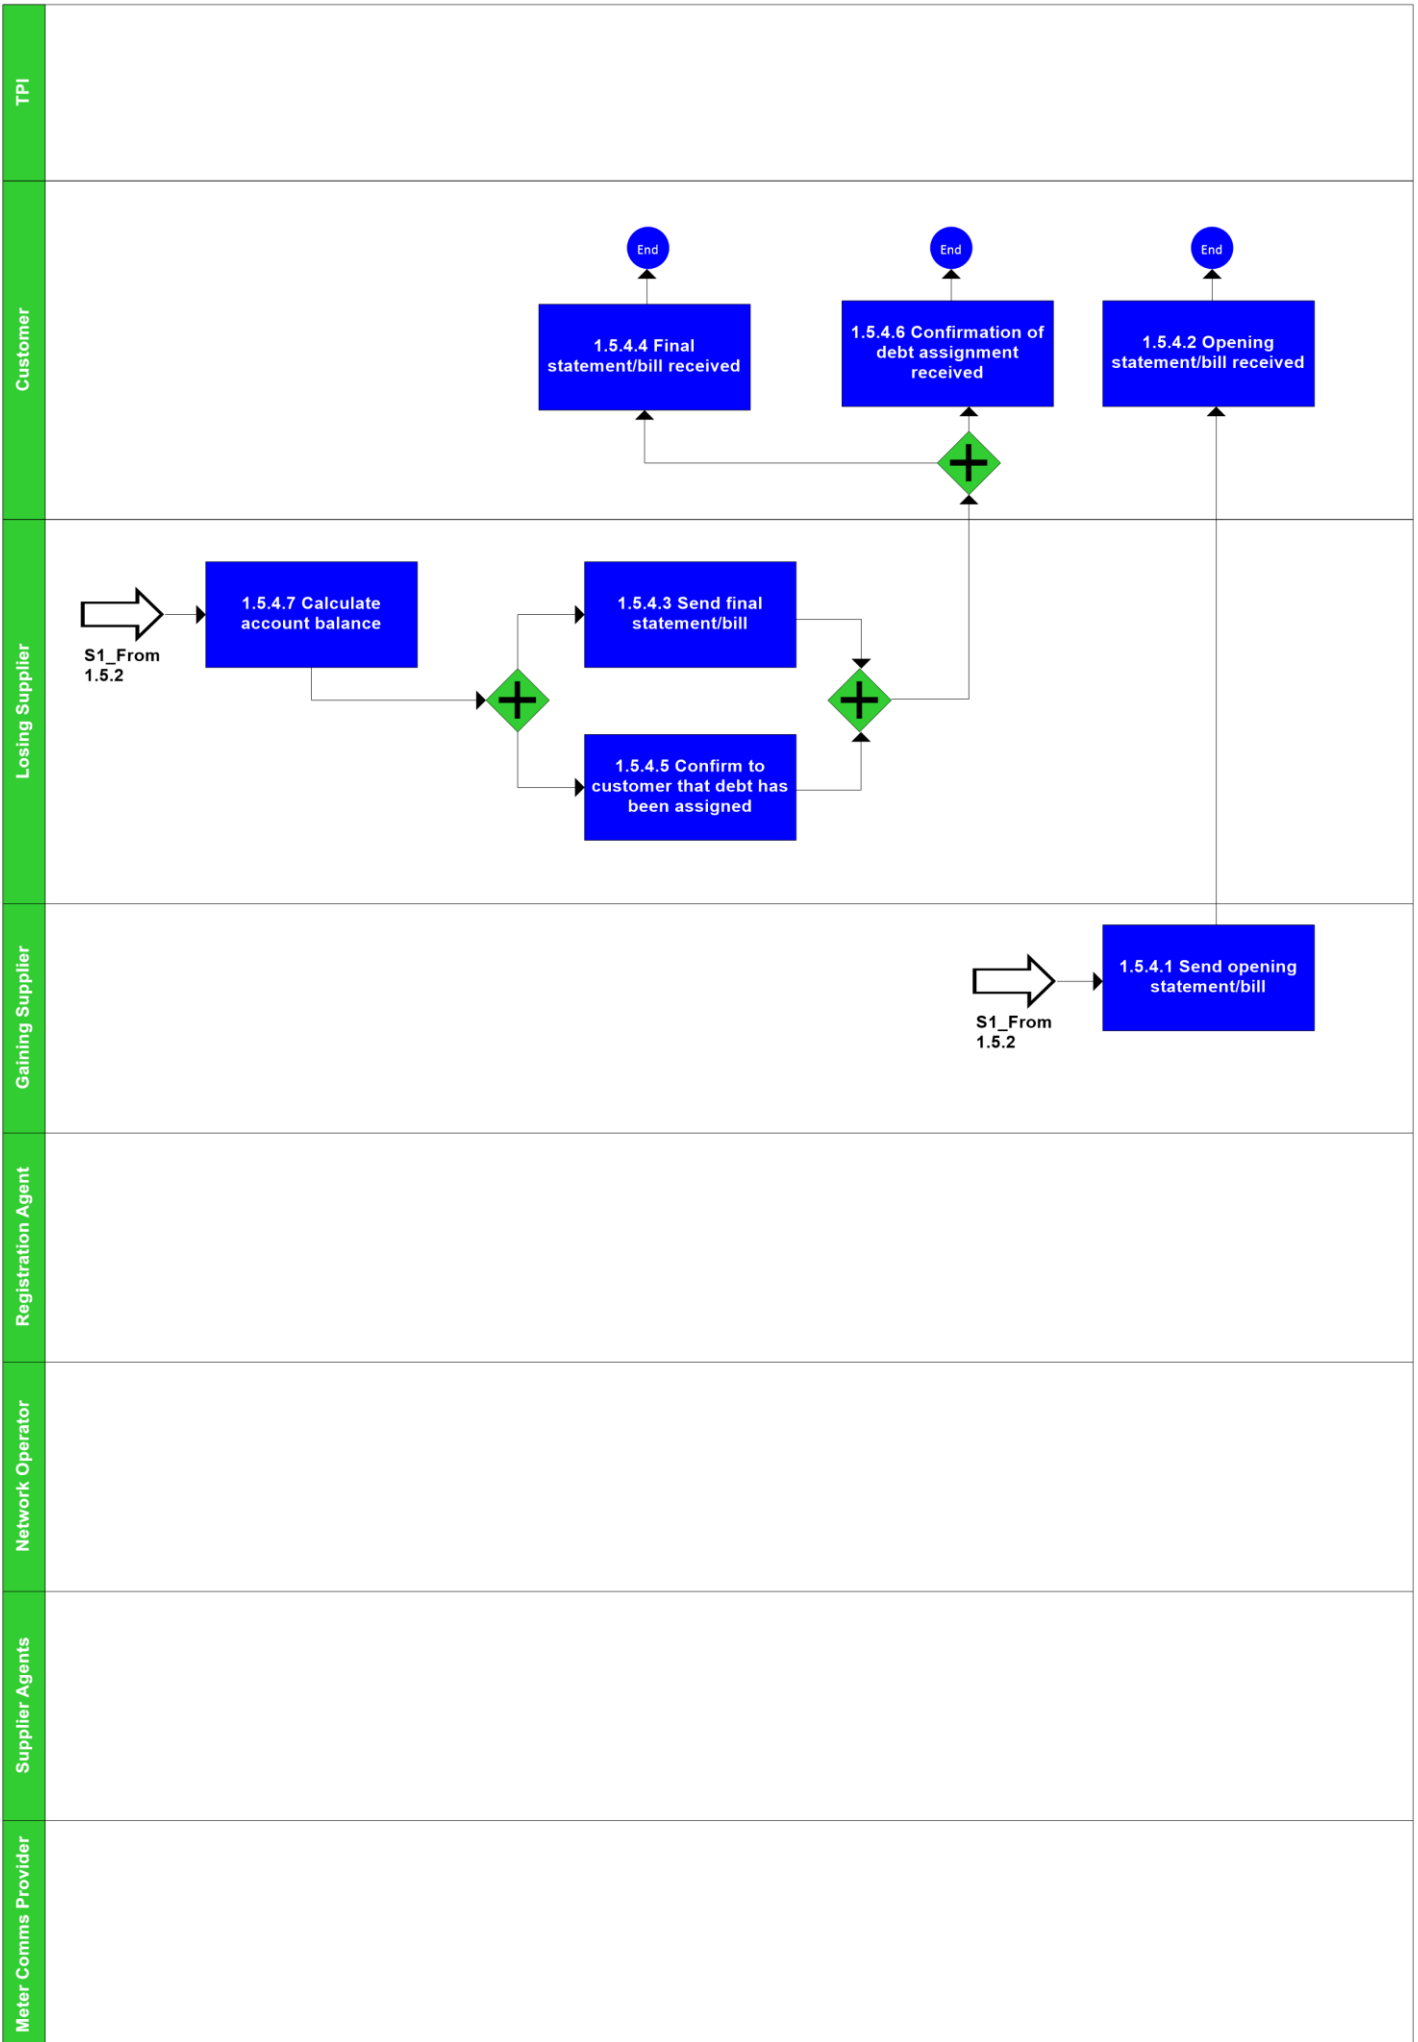 TPI
Customer
End
End
End
1.5.4.4 Final
statement/bill received
1.5.4.6 Confirmation of
debt assignment
received
1.5.4.2 Opening
statement/bill received
Losing Supplier
S1_From
1.5.2
1.5.4.7 Calculate
account balance
1.5.4.3 Send final
statement/bill
1.5.4.5 Confirm to
customer that debt has
been assigned
Gaining Supplier
S1_From
1.5.2
1.5.4.1 Send opening
statement/bill
Registration Agent
Network Operator
Supplier Agents
Meter Comms Provider